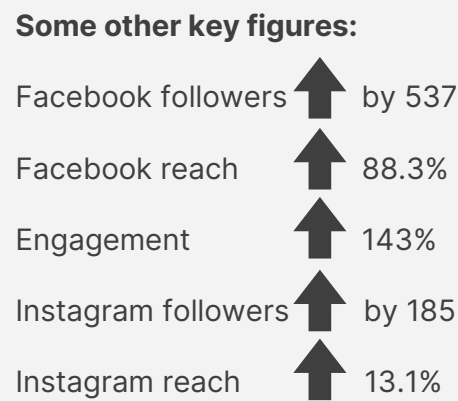 Some other key figures:
Facebook followers by 537
Facebook reach 88.3%
Engagement 143%
Instagram followers by 185
Instagram reach 13.1%